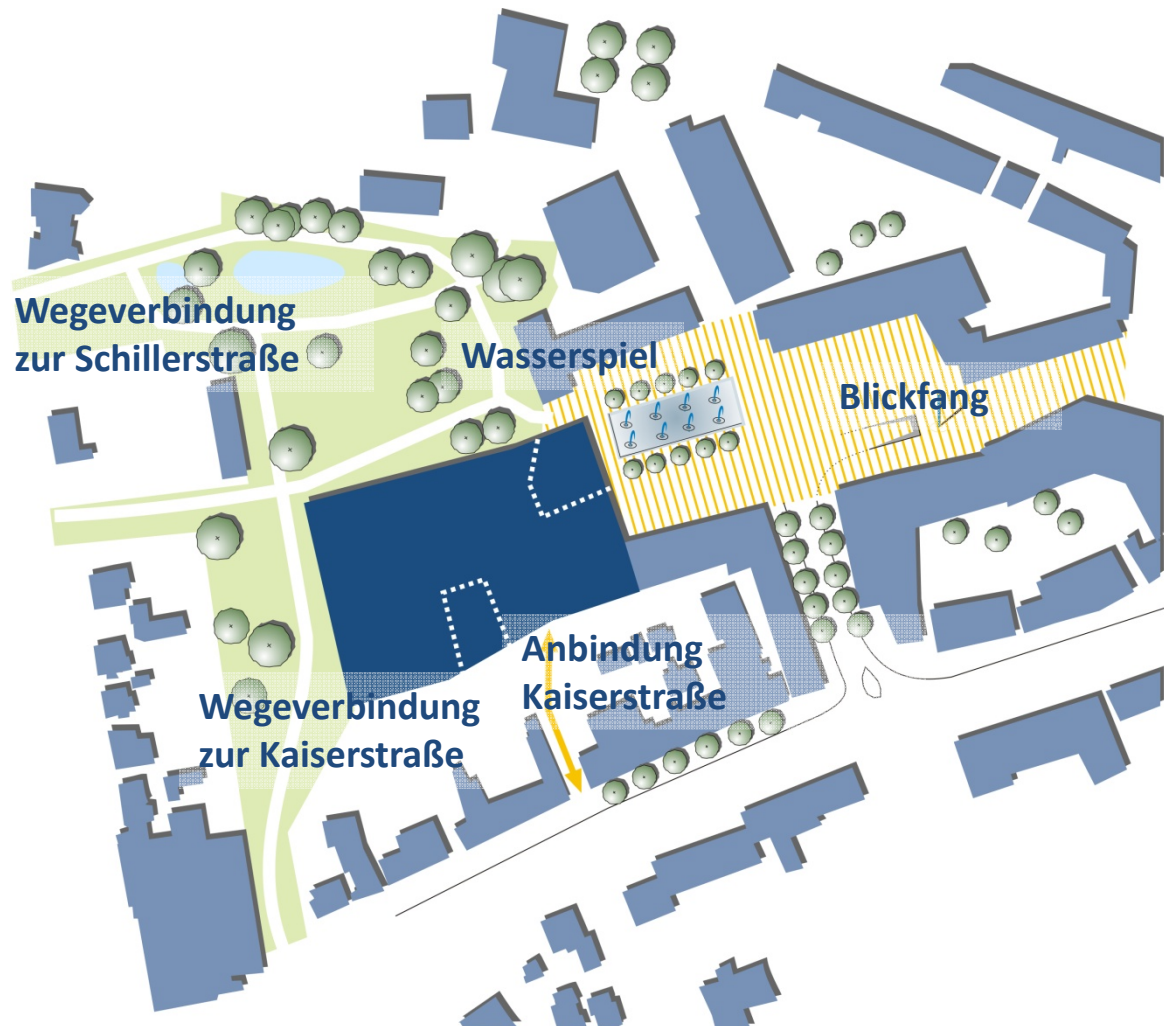 Wegeverbindung
zur Schillerstraße
Wasserspiel
Blickfang
Anbindung
Kaiserstraße
Wegeverbindung
zur Kaiserstraße